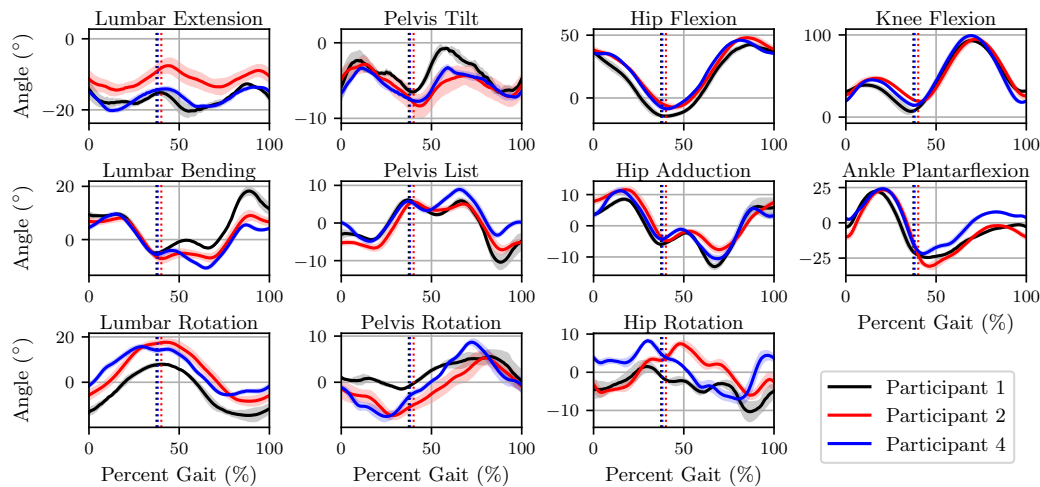 Lumbar Extension Pelvis Tilt Hip Flexion Knee Flexion
Angle (°)
0
−20
0 50 100
0
−10
0 50 100
50
0
0 50 100
100
0
0 50 100
Lumbar Bending Pelvis List Hip Adduction Ankle Plantarflexion
Angle (°)
20
0
0 50 100
10
0
−10
0 50 100
10
0
−10
0 50 100
25
0
−25
0 50 100
Percent Gait (%)
Lumbar Rotation Pelvis Rotation Hip Rotation
Angle (°)
20
0
0 50 100
Percent Gait (%)
10
0
0 50 100
Percent Gait (%)
10
0
−10
0 50 100
Percent Gait (%)
Participant 1
Participant 2
Participant 4